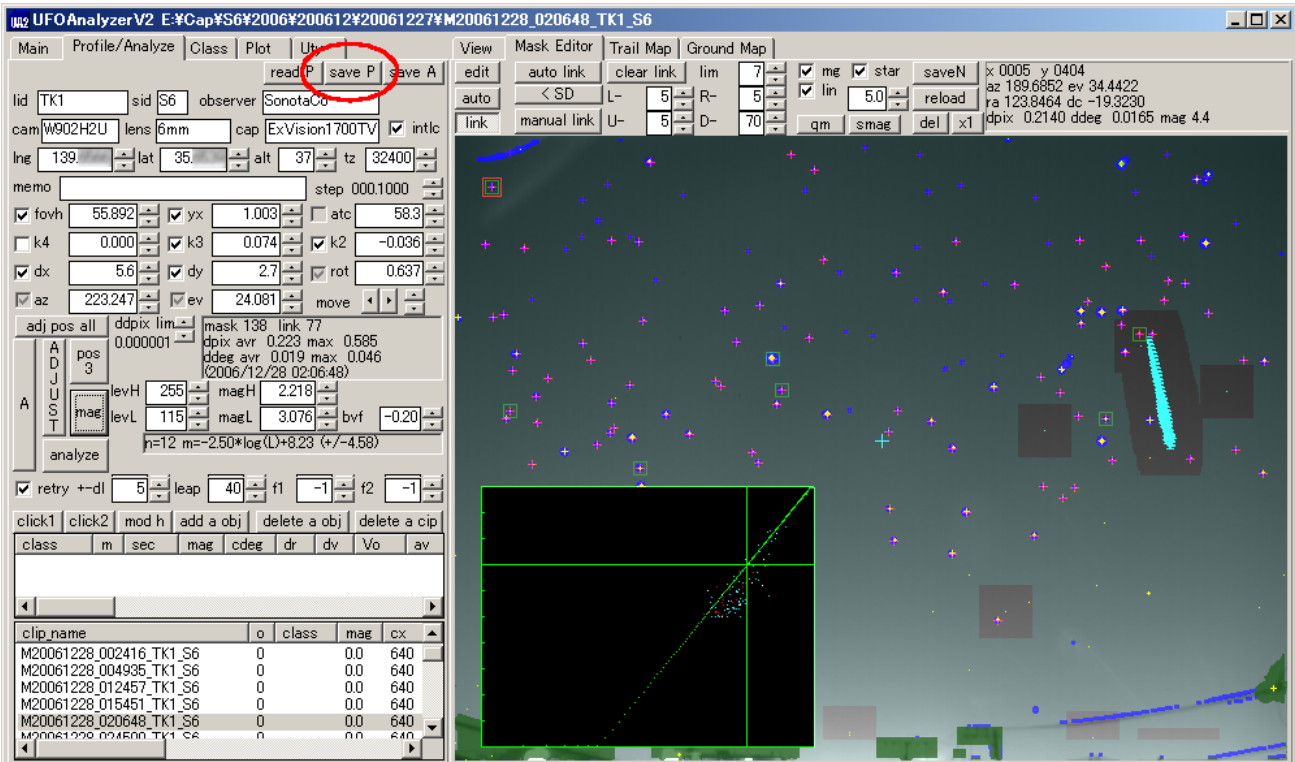 UFOAnalyzerV2 E:¥Cap¥S6¥2006¥200612¥20061227¥M20061228_020648_TK1_S6
Main Profile/Analyze Class Plot
read P save P save A
lid TK1 sid S6 observer SonotaCo
cam W902H2U lens 6mm cap ExVision1700TV intlc
lng 139. lat 35. alt 37 tz 32400
memo step 000.1000
fovh 55.892 yx 1.003 atc 58.3
k4 0.000 k3 0.074 k2 -0.036
dx 5.6 dy 2.7 rot 0.637
az 223.247 ev 24.081 move
adj pos all ddpix lim 0.000001
mask 138 link 77
dpix avr 0.223 max 0.585
ddeg avr 0.019 max 0.046
(2006/12/28 02:06:48)
A ADJUST pos 3
levH 255 magH 2.218
mag levL 115 magL 3.076 bvf -0.20
n=12 m=-2.50*log(L)+8.23 (+/-4.58)
analyze
retry +-dl 5 leap 40 f1 -1 f2 -1
click1 click2 mod h add a obj delete a obj delete a cip
class m sec mag cdeg dr dv Vo av
clip_name o class mag cx
M20061228_002416_TK1_S6 0 0.0 640
M20061228_004935_TK1_S6 0 0.0 640
M20061228_012457_TK1_S6 0 0.0 640
M20061228_015451_TK1_S6 0 0.0 640
M20061228_020648_TK1_S6 0 0.0 640
M20061228_024500_TK1_S6 0 0.0 640
View Mask Editor Trail Map Ground Map
edit auto link clear link lim 7 mg star saveN
auto < SD L- 5 R- 5 lin 5.0 reload
link manual link U- 5 D- 70 qm smag del x1
x 0005 y 0404
az 189.6852 ev 34.4422
ra 123.8464 dc -19.3230
dpix 0.2140 ddeg 0.0165 mag 4.4